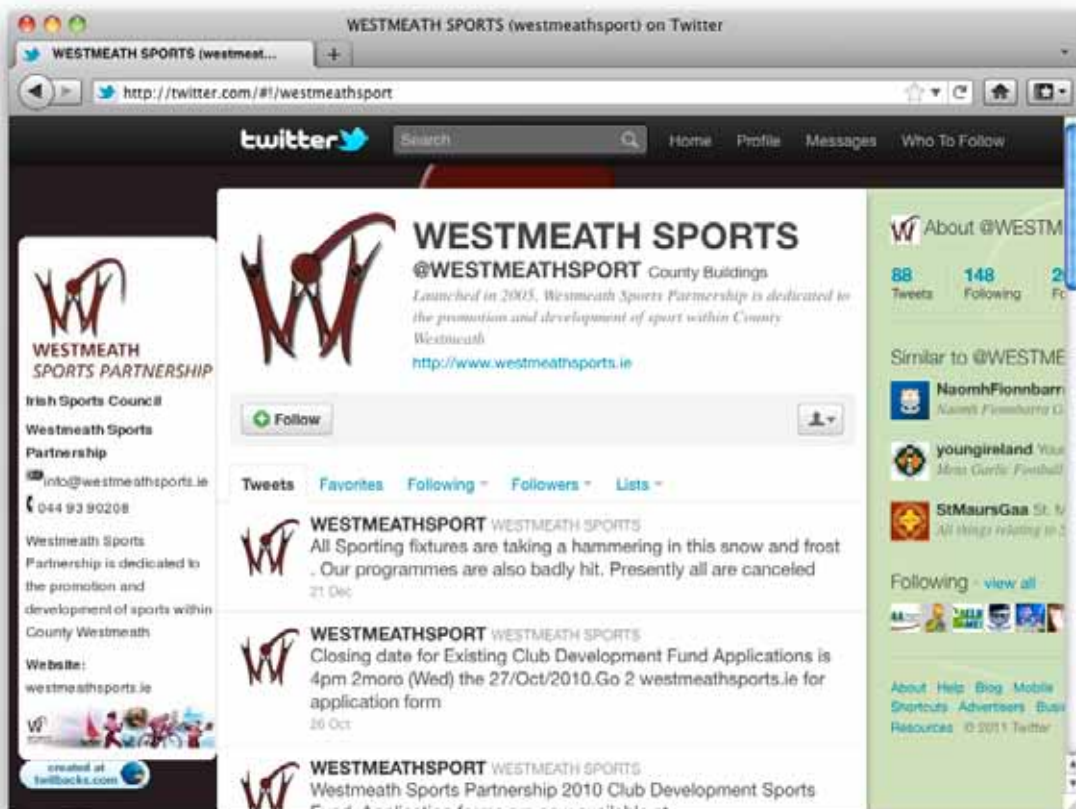 WESTMEATH SPORTS (westmeathsport) on Twitter
WESTMEATH SPORTS (westmeat...
http://twitter.com/#!/westmeathsport
twitter
Search
Home Profile Messages Who To Follow
WESTMEATH
SPORTS PARTNERSHIP
Irish Sports Council
Westmeath Sports
Partnership
info@westmeathsports.ie
044 93 90208
Westmeath Sports
Partnership is dedicated to
the promotion and
development of sports within
County Westmeath
Website:
westmeathsports.ie
created at
twitbacks.com
WESTMEATH SPORTS
@WESTMEATHSPORT County Buildings
Launched in 2005, Westmeath Sports Partnership is dedicated to
the promotion and development of sport within County
Westmeath
http://www.westmeathsports.ie
Follow
Tweets Favorites Following Followers Lists
WESTMEATHSPORT WESTMEATH SPORTS
All Sporting fixtures are taking a hammering in this snow and frost
. Our programmes are also badly hit. Presently all are canceled
21 Dec
WESTMEATHSPORT WESTMEATH SPORTS
Closing date for Existing Club Development Fund Applications is
4pm 2moro (Wed) the 27/Oct/2010.Go 2 westmeathsports.ie for
application form
26 Oct
WESTMEATHSPORT WESTMEATH SPORTS
Westmeath Sports Partnership 2010 Club Development Sports
About @WESTM
88 148
Tweets Following
Similar to @WESTME
NaomhFionnbarr
Naomh Fionnbarra G
youngireland
Mens Gaelic Football
StMaursGaa St. M
All things relating to S
Following · view all
About Help Blog Mobile
Shortcuts Advertisers Busi
Resources © 2011 Twitter